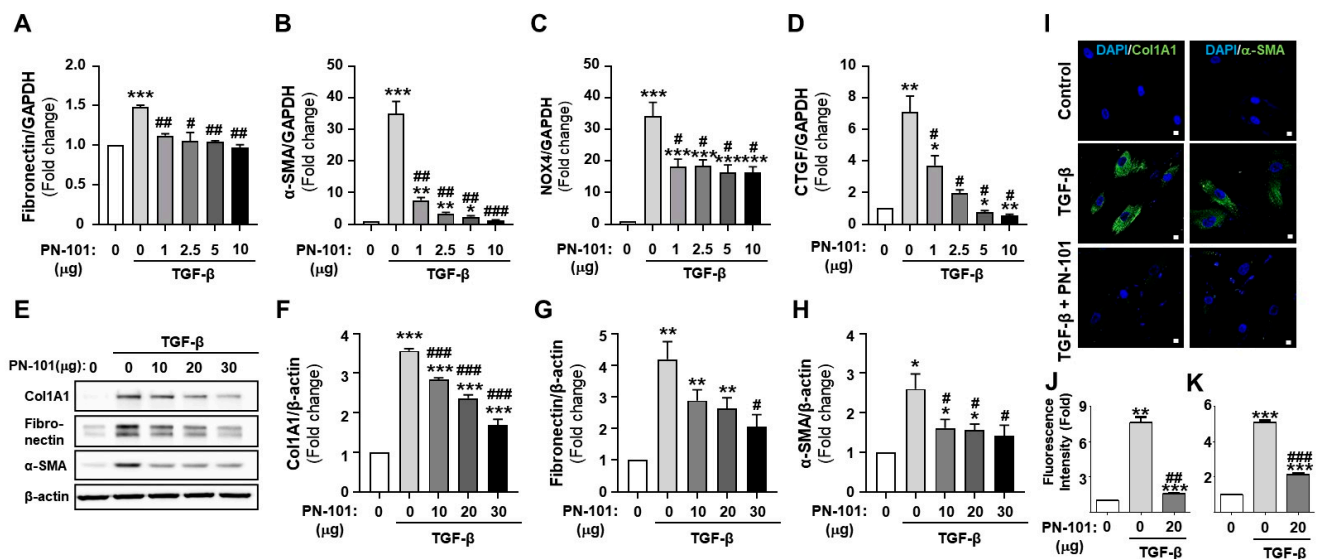 A
Fibronectin/GAPDH
(Fold change)
2.0
1.5
1.0
0.5
0.0
***
##
#
##
##
PN-101:
(μg)
0 0 1 2.5 5 10
TGF-β
B
α-SMA/GAPDH
(Fold change)
50
40
30
20
10
0
***
##
**
##
**
##
*
###
PN-101:
(μg)
0 0 1 2.5 5 10
TGF-β
C
NOX4/GAPDH
(Fold change)
50
40
30
20
10
0
***
# # # #
*** *** *** ***
PN-101:
(μg)
0 0 1 2.5 5 10
TGF-β
D
CTGF/GAPDH
(Fold change)
10
8
6
4
2
0
**
#
*
#
#
*
#
**
PN-101:
(μg)
0 0 1 2.5 5 10
TGF-β
E
TGF-β
PN-101(μg): 0 0 10 20 30
Col1A1
Fibro-
nectin
α-SMA
β-actin
F
Col1A1/β-actin
(Fold change)
4
3
2
1
0
***
###
***
###
***
###
***
PN-101:
(μg)
0 0 10 20 30
TGF-β
G
Fibronectin/β-actin
(Fold change)
5
4
3
2
1
0
**
**
**
#
PN-101:
(μg)
0 0 10 20 30
TGF-β
H
α-SMA/β-actin
(Fold change)
4
3
2
1
0
*
#
*
#
*
#
PN-101:
(μg)
0 0 10 20 30
TGF-β
I
DAPI/Col1A1
DAPI/α-SMA
Control
TGF-β
TGF-β + PN-101
J
Fluorescence
Intensity (Fold)
8
6
4
2
0
**
##
***
PN-101:
(μg)
0 0 20
TGF-β
K
6
4
2
0
***
###
***
0 0 20
TGF-β